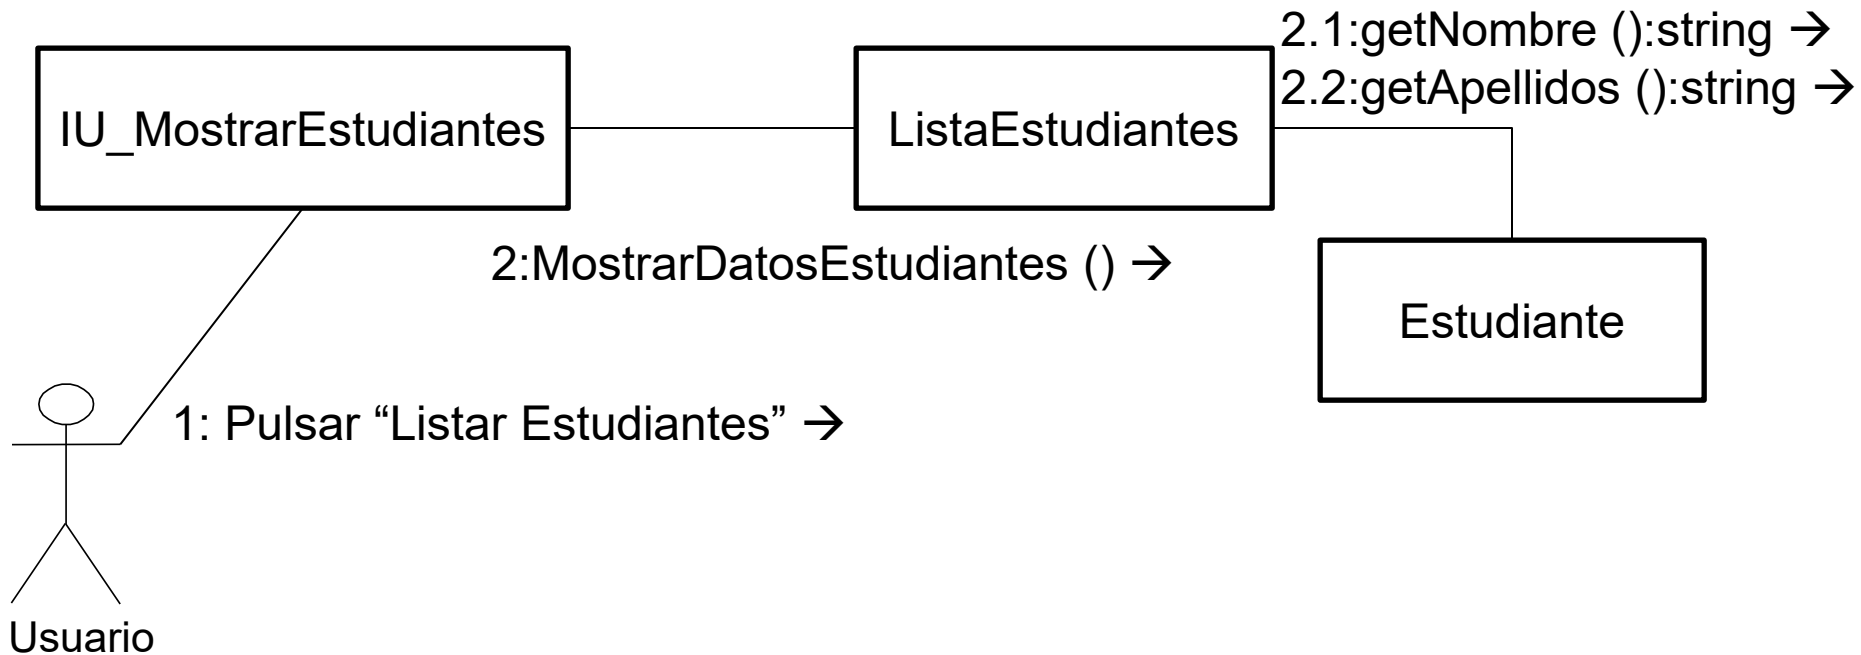 2.1:getNombre ():string →
2.2:getApellidos ():string →
IU_MostrarEstudiantes
ListaEstudiantes
2:MostrarDatosEstudiantes () →
Estudiante
1: Pulsar “Listar Estudiantes” →
Usuario